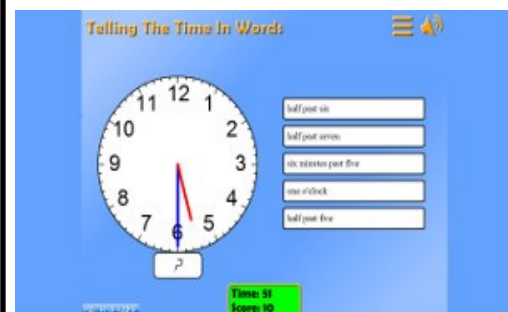 Telling The Time In Words
12
11
1
10
2
9
3
8
4
7
5
6
?
half past six
half past seven
six minutes past five
one o'clock
half past five
Time: 51
Score: 10